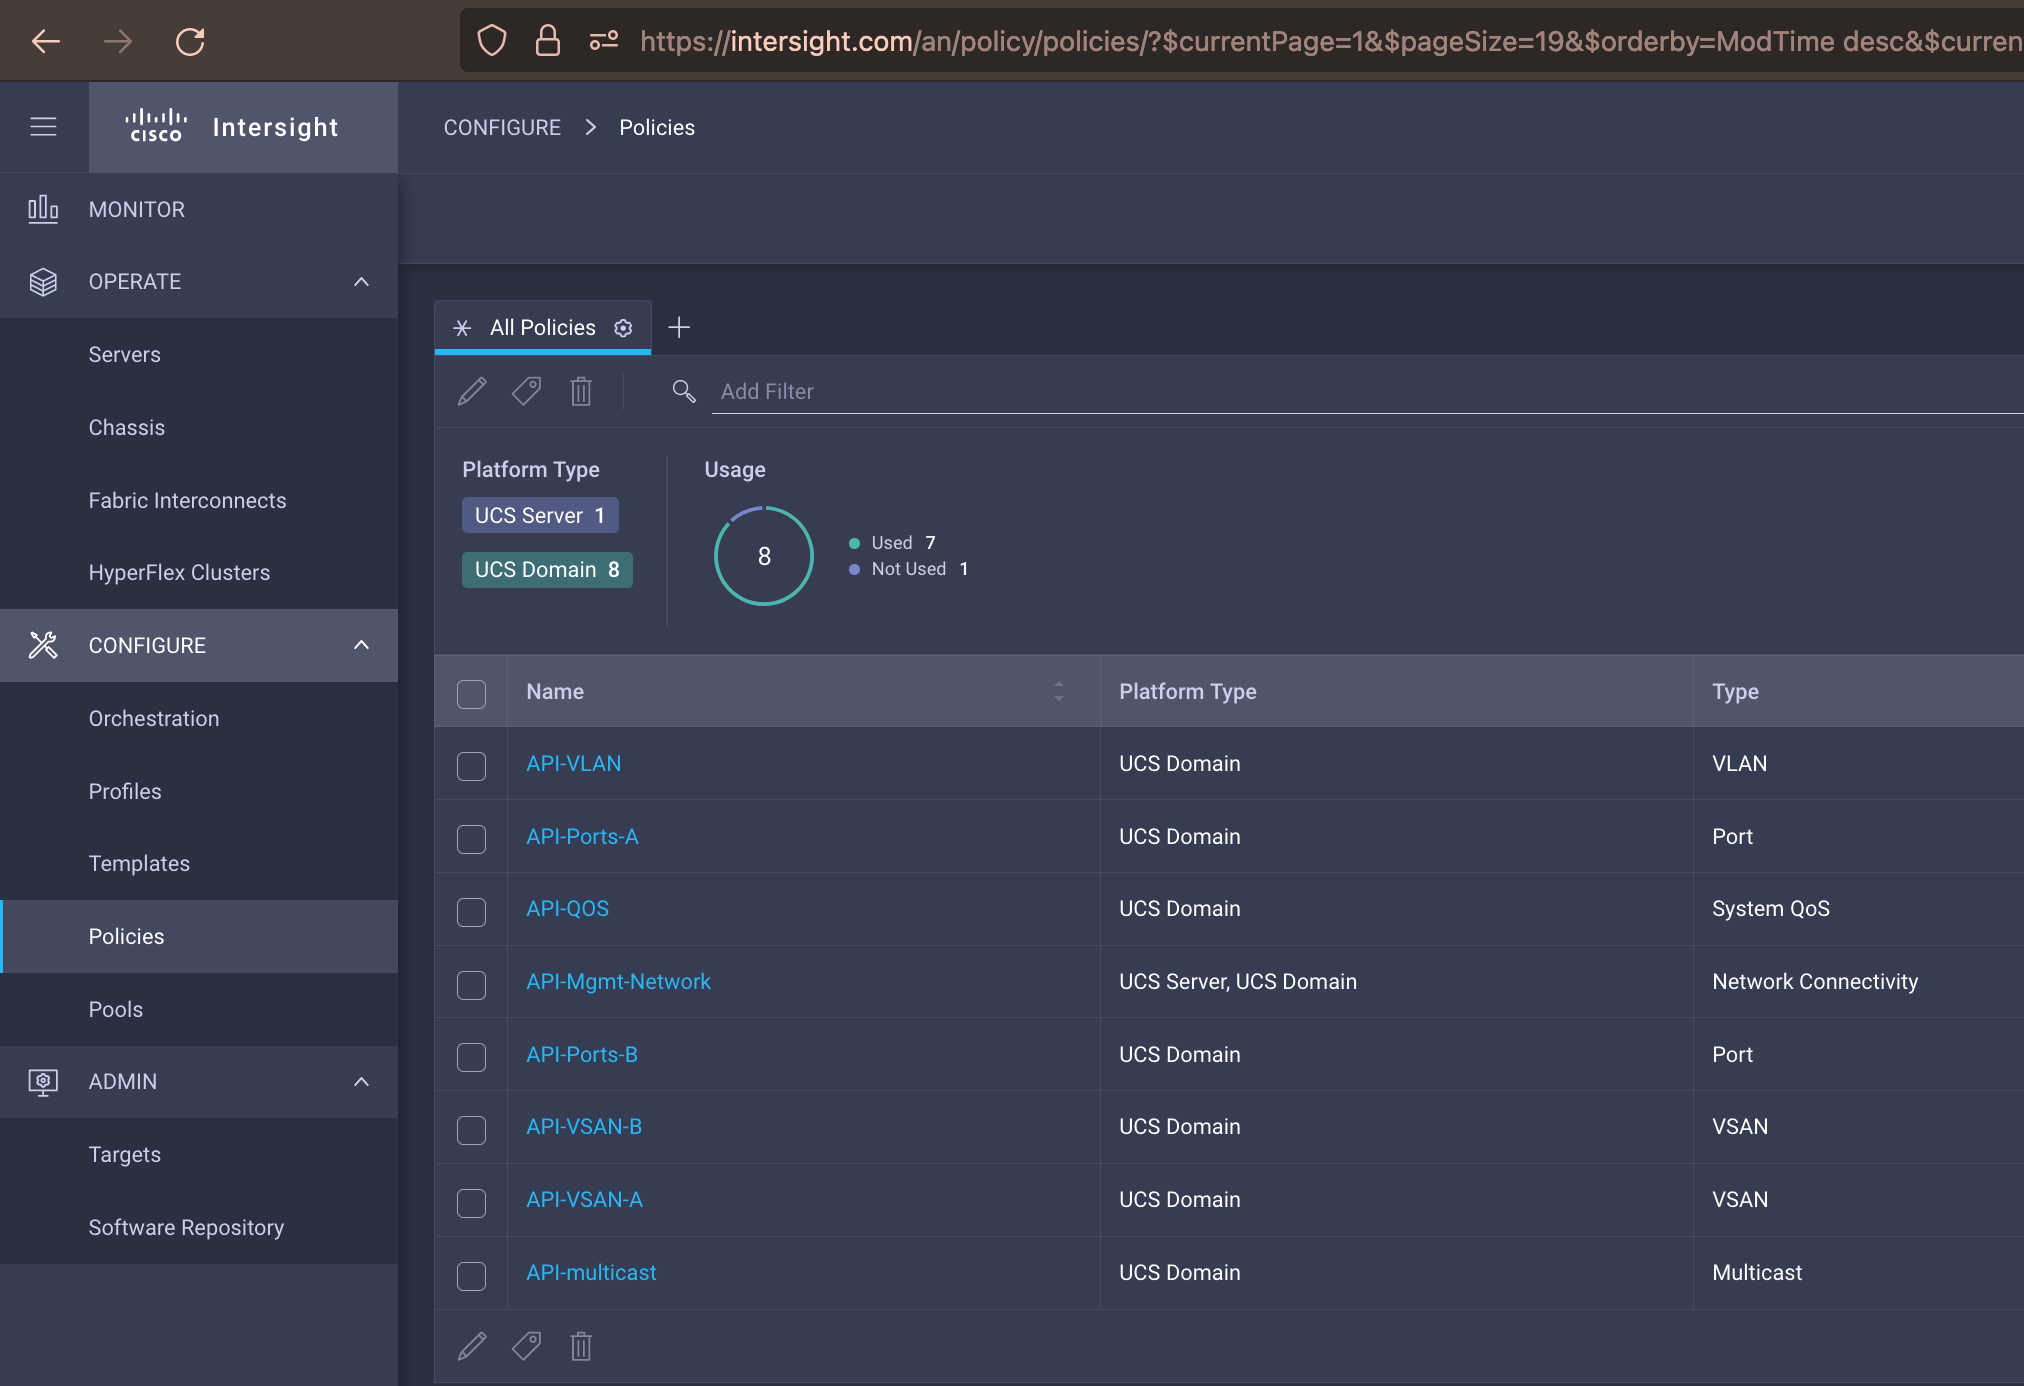 https://intersight.com/an/policy/policies/?$currentPage=1&$pageSize=19&$orderby=ModTime desc&$curren
CISCO Intersight
CONFIGURE > Policies
MONITOR
OPERATE
Servers
Chassis
Fabric Interconnects
HyperFlex Clusters
CONFIGURE
Orchestration
Profiles
Templates
Policies
Pools
ADMIN
Targets
Software Repository
All Policies
Add Filter
Platform Type
UCS Server 1
UCS Domain 8
Usage
8
Used 7
Not Used 1
Name Platform Type Type
API-VLAN UCS Domain VLAN
API-Ports-A UCS Domain Port
API-QOS UCS Domain System QoS
API-Mgmt-Network UCS Server, UCS Domain Network Connectivity
API-Ports-B UCS Domain Port
API-VSAN-B UCS Domain VSAN
API-VSAN-A UCS Domain VSAN
API-multicast UCS Domain Multicast